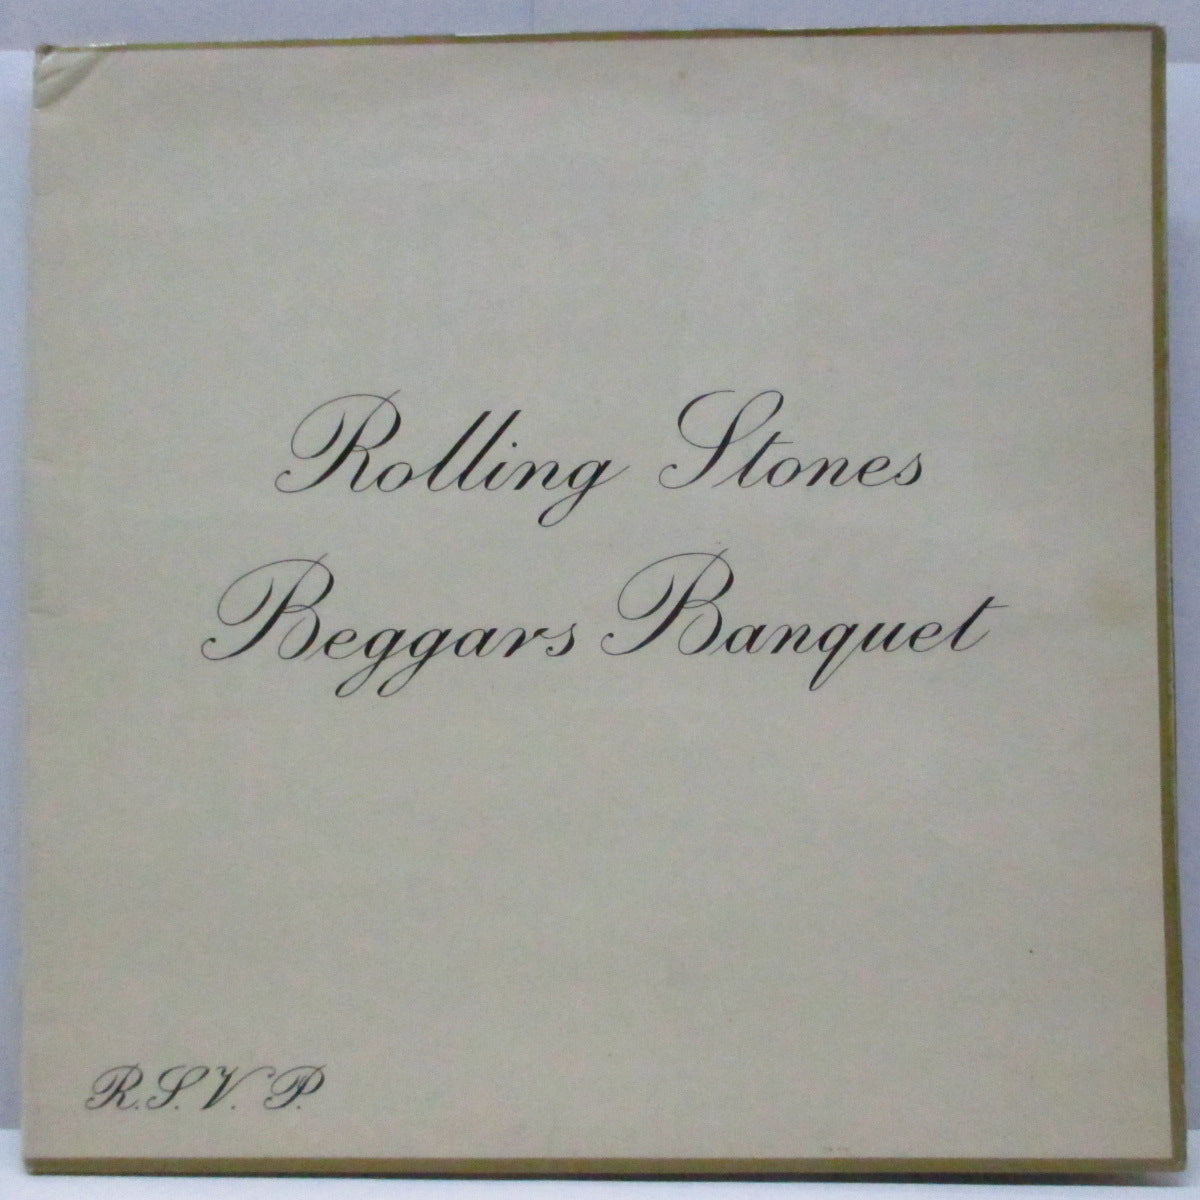 Rolling Stones
Beggars Banquet
R.S.V.P.